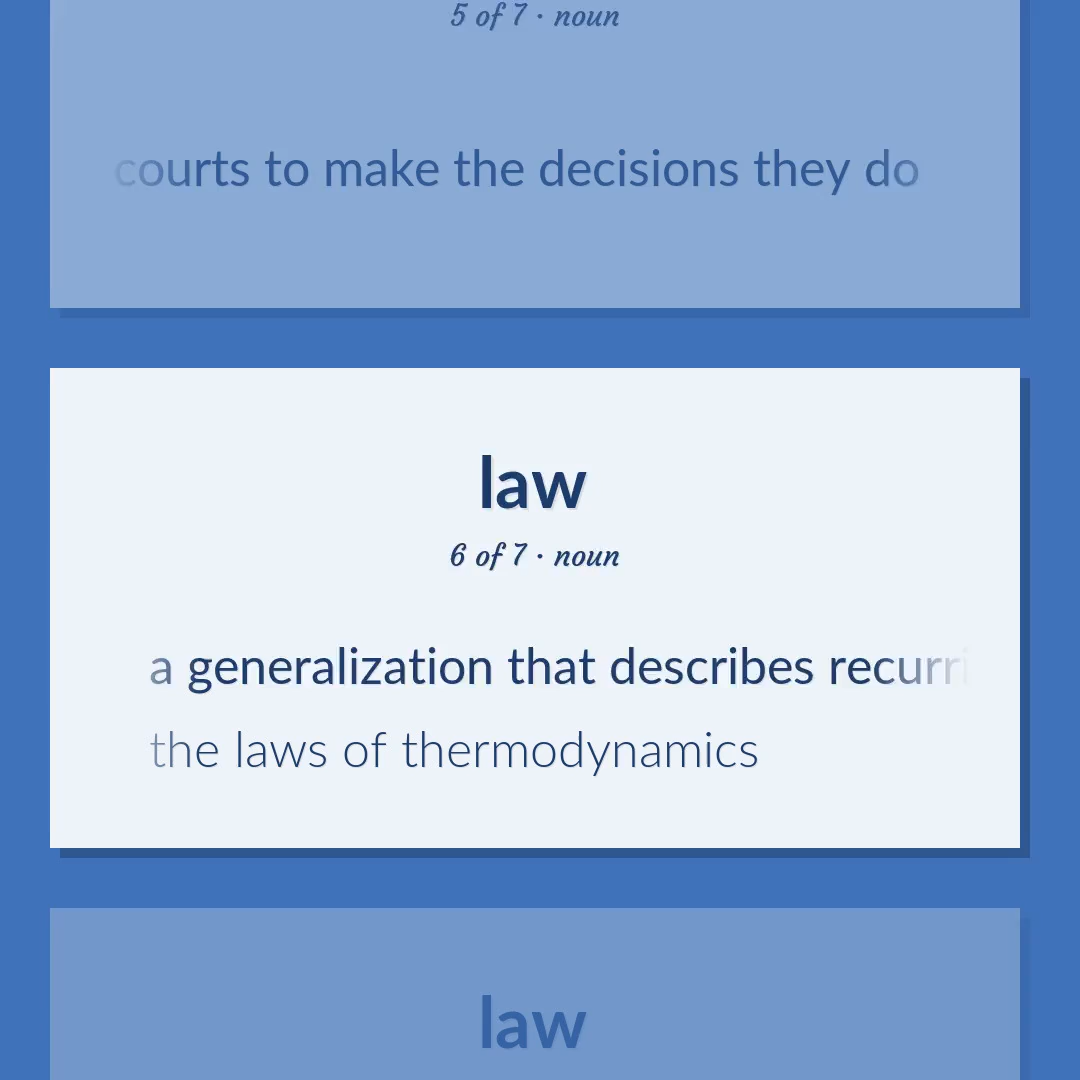 5 of 7 · noun
courts to make the decisions they do
law
6 of 7 · noun
a generalization that describes recurri
the laws of thermodynamics
law